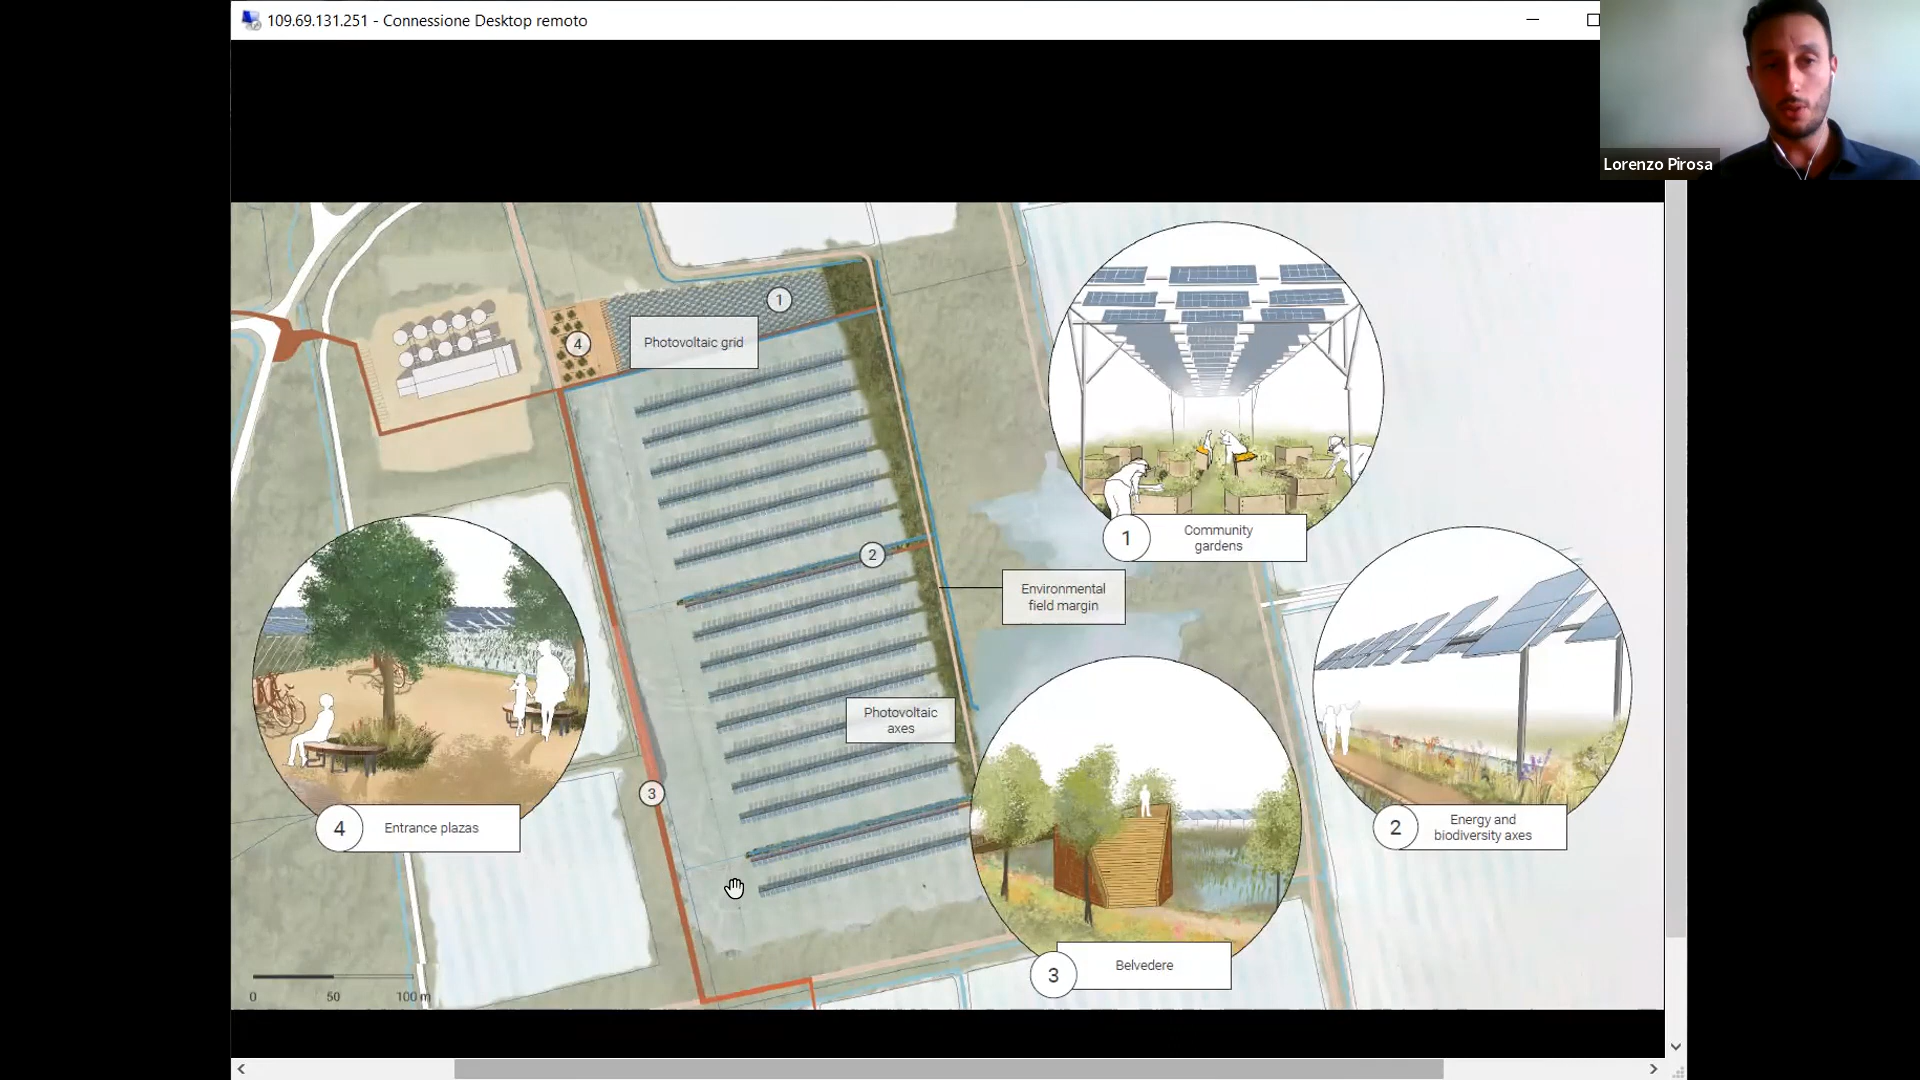 109.69.131.251 - Connessione Desktop remoto
Lorenzo Pirosa
1
4
Photovoltaic grid
2
Environmental
field margin
Photovoltaic
axes
3
1
Community
gardens
2
Energy and
biodiversity axes
3
Belvedere
4
Entrance plazas
0 50 100 m